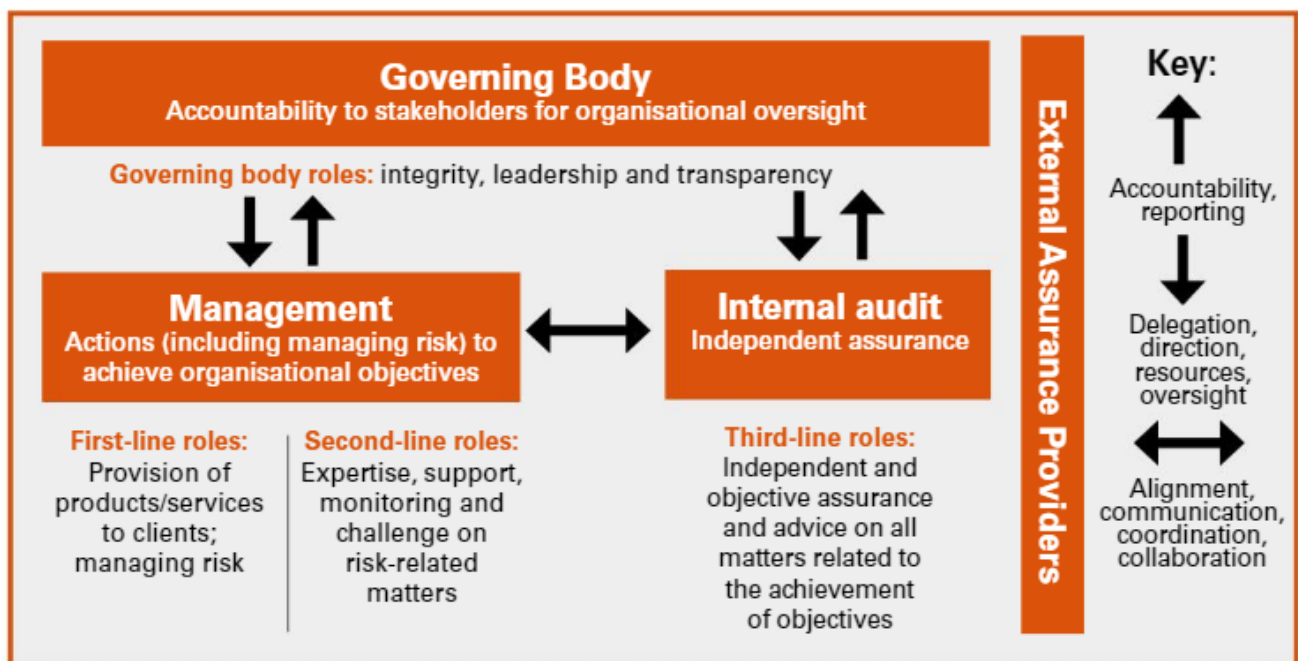 Governing Body
Accountability to stakeholders for organisational oversight
Governing body roles: integrity, leadership and transparency
Management
Actions (including managing risk) to
achieve organisational objectives
Internal audit
Independent assurance
First-line roles:
Provision of
products/services
to clients;
managing risk
Second-line roles:
Expertise, support,
monitoring and
challenge on
risk-related
matters
Third-line roles:
Independent and
objective assurance
and advice on all
matters related to
the achievement
of objectives
External Assurance Providers
Key:
Accountability,
reporting
Delegation,
direction,
resources,
oversight
Alignment,
communication,
coordination,
collaboration